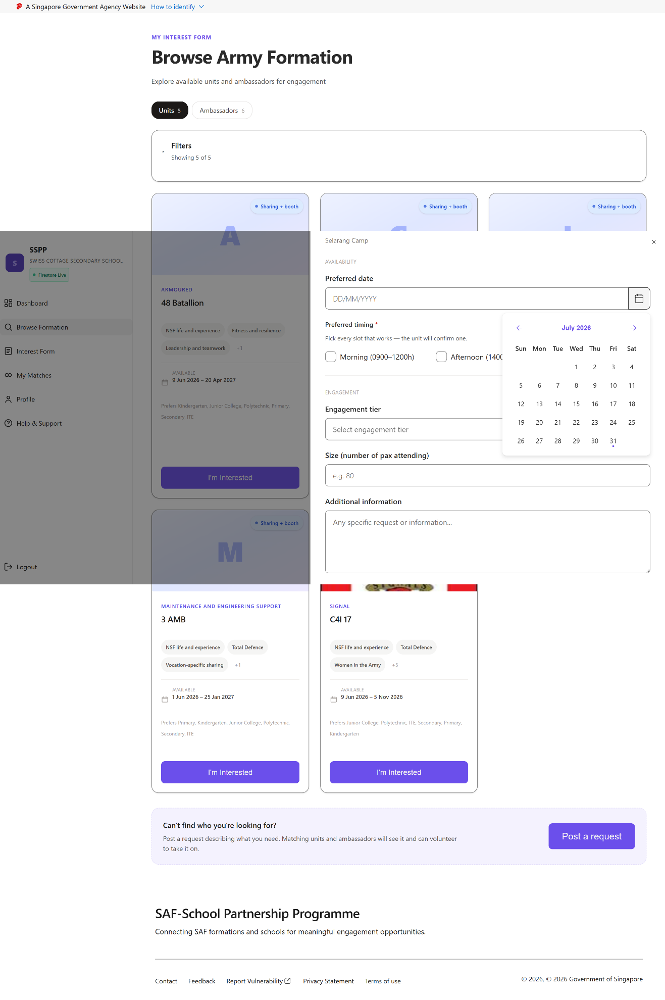 A Singapore Government Agency Website How to identify
MY INTEREST FORM
Browse Army Formation
Explore available units and ambassadors for engagement
Units 5
Ambassadors 6
Filters
Showing 5 of 5
Sharing + booth
Sharing + booth
Sharing + booth
A
SSPP
SWISS COTTAGE SECONDARY SCHOOL
S
Firestore Live
Dashboard
Browse Formation
Interest Form
My Matches
Profile
Help & Support
Logout
ARMOURED
48 Batallion
NSF life and experience
Fitness and resilience
Leadership and teamwork
+1
AVAILABLE
9 Jun 2026 – 20 Apr 2027
Prefers Kindergarten, Junior College, Polytechnic, Primary,
Secondary, ITE
I'm Interested
Selarang Camp
×
AVAILABILITY
Preferred date
DD/MM/YYYY
Preferred timing *
Pick every slot that works — the unit will confirm one.
Morning (0900–1200h)
Afternoon (1400
July 2026
Sun Mon Tue Wed Thu Fri Sat
1 2 3 4
5 6 7 8 9 10 11
12 13 14 15 16 17 18
19 20 21 22 23 24 25
26 27 28 29 30 31
ENGAGEMENT
Engagement tier
Select engagement tier
Size (number of pax attending)
e.g. 80
Additional information
Any specific request or information...
Sharing + booth
M
MAINTENANCE AND ENGINEERING SUPPORT
3 AMB
NSF life and experience
Total Defence
Vocation-specific sharing
+1
AVAILABLE
1 Jun 2026 – 25 Jan 2027
Prefers Primary, Kindergarten, Junior College, Polytechnic,
Secondary, ITE
I'm Interested
SIGNAL
C4I 17
NSF life and experience
Total Defence
Women in the Army
+5
AVAILABLE
9 Jun 2026 – 5 Nov 2026
Prefers Junior College, Polytechnic, ITE, Secondary, Primary,
Kindergarten
I'm Interested
Can't find who you're looking for?
Post a request describing what you need. Matching units and ambassadors will see it and can volunteer
to take it on.
Post a request
SAF-School Partnership Programme
Connecting SAF formations and schools for meaningful engagement opportunities.
Contact
Feedback
Report Vulnerability
Privacy Statement
Terms of use
© 2026, © 2026 Government of Singapore